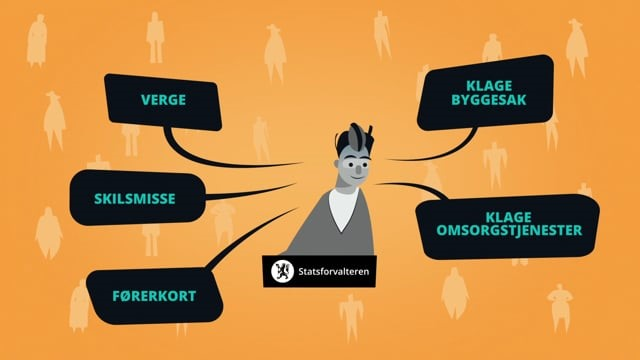 VERGE
SKILSMISSE
FØRERKORT
KLAGE
BYGGESAK
KLAGE
OMSORGSTJENESTER
Statsforvalteren